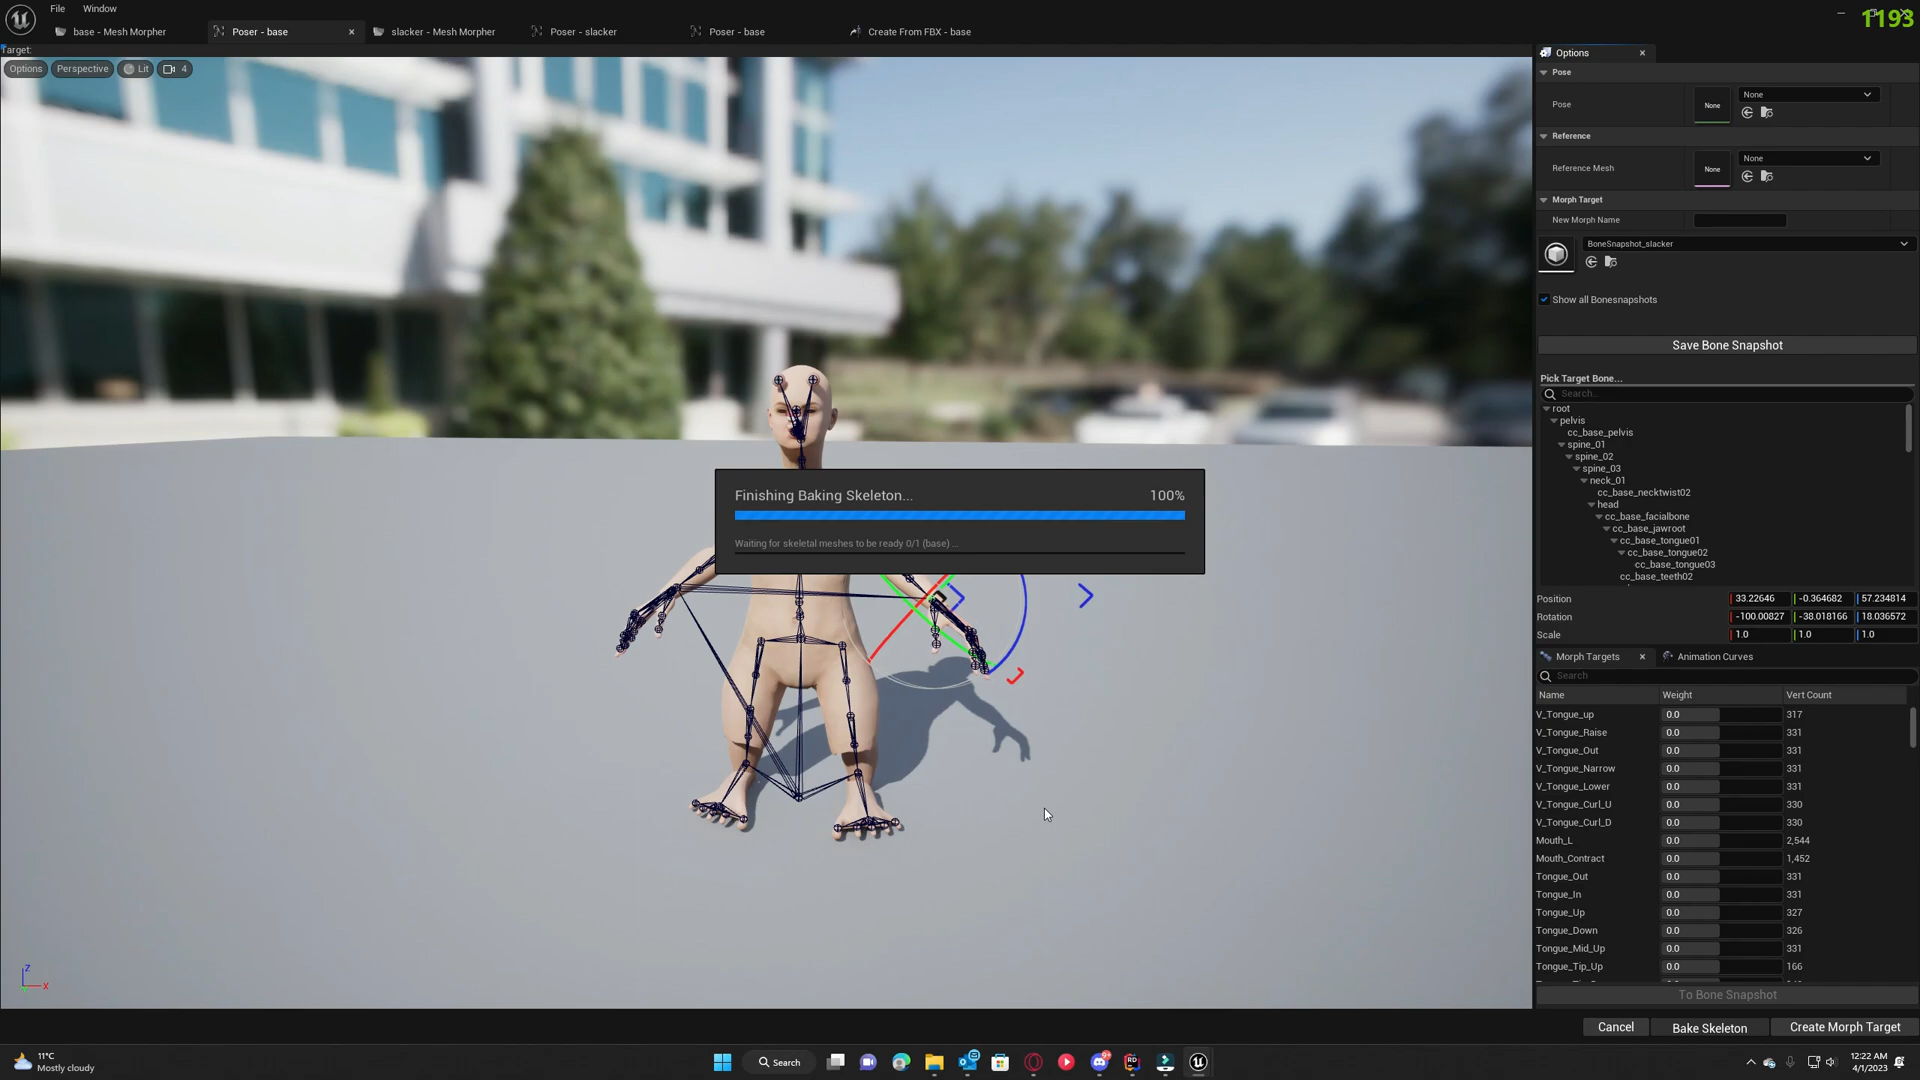 File Window
1193
base - Mesh Morpher
Poser - base
slacker - Mesh Morpher
Poser - slacker
Poser - base
Create From FBX - base
Target:
Options
Perspective
Lit
4
Options
Pose
Pose
None
None
Reference
Reference Mesh
None
None
Morph Target
New Morph Name
BoneSnapshot_slacker
Show all Bonesnapshots
Save Bone Snapshot
Pick Target Bone...
Search...
root
pelvis
cc_base_pelvis
spine_01
spine_02
spine_03
neck_01
cc_base_necktwist02
head
cc_base_facialbone
cc_base_jawroot
cc_base_tongue01
cc_base_tongue02
cc_base_tongue03
cc_base_teeth02
Finishing Baking Skeleton... 100%
Waiting for skeletal meshes to be ready 0/1 (base) ...
Position 33.22646 -0.364682 57.234814
Rotation -100.00827 -38.018166 18.036572
Scale 1.0 1.0 1.0
Morph Targets
Animation Curves
Search
Name Weight Vert Count
V_Tongue_up 0.0 317
V_Tongue_Raise 0.0 331
V_Tongue_Out 0.0 331
V_Tongue_Narrow 0.0 331
V_Tongue_Lower 0.0 331
V_Tongue_Curl_U 0.0 330
V_Tongue_Curl_D 0.0 330
Mouth_L 0.0 2,544
Mouth_Contract 0.0 1,452
Tongue_Out 0.0 331
Tongue_In 0.0 331
Tongue_Up 0.0 327
Tongue_Down 0.0 326
Tongue_Mid_Up 0.0 331
Tongue_Tip_Up 0.0 166
To Bone Snapshot
Z
X
Cancel
Bake Skeleton
Create Morph Target
11°C
Mostly cloudy
Search
RD
12:22 AM
4/1/2023